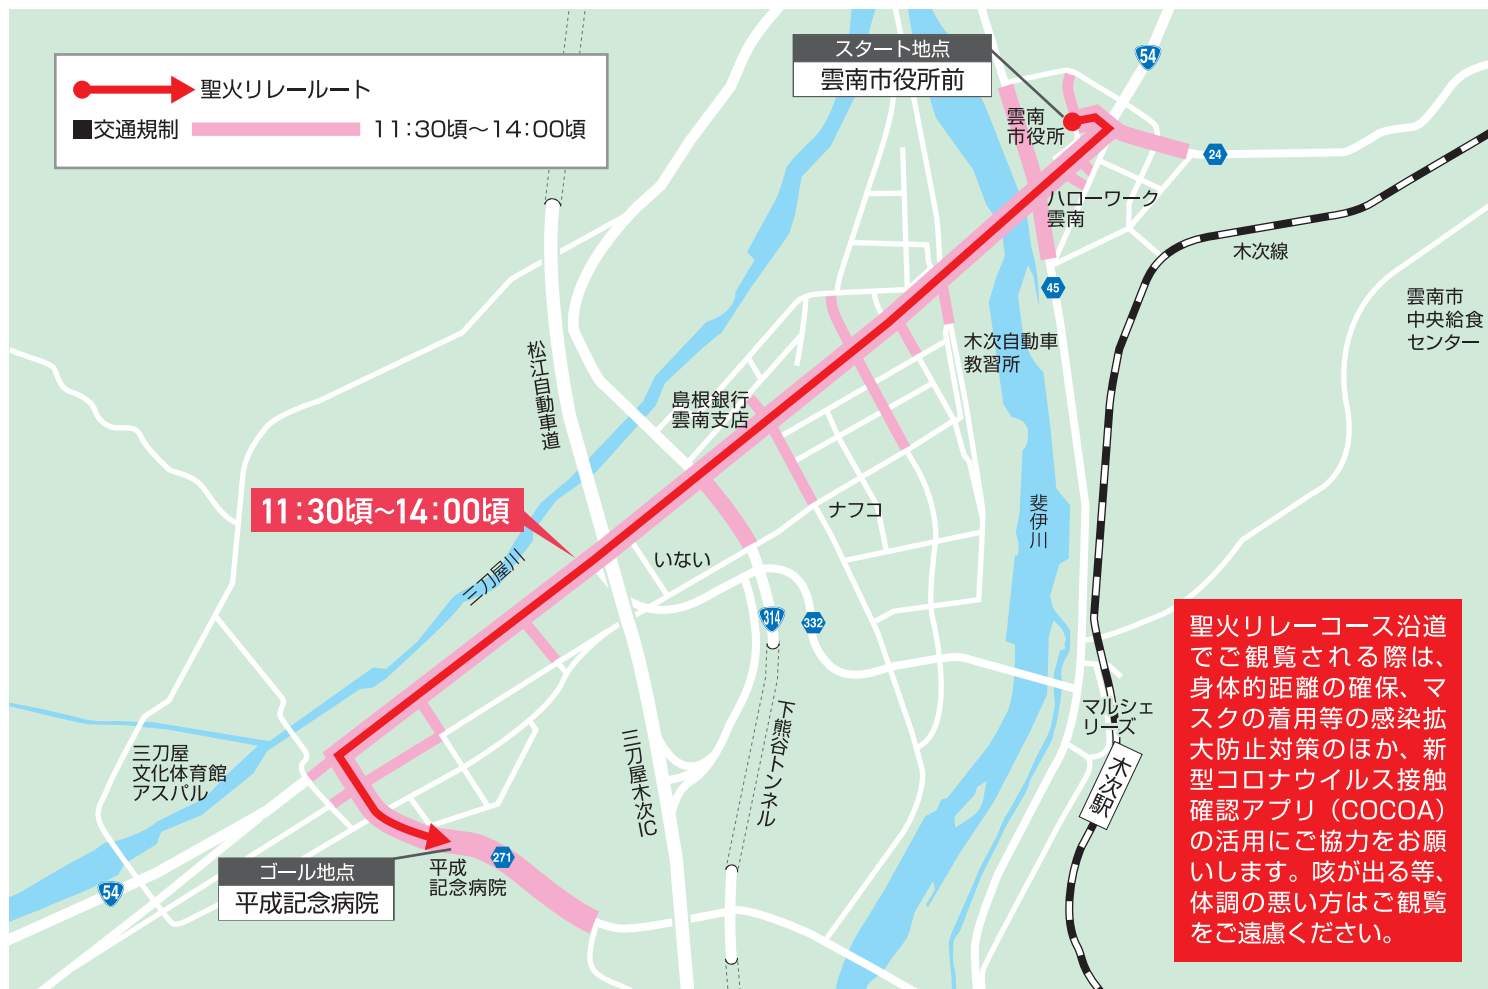 聖火リレールート
交通規制 11：30頃～14：00頃
スタート地点
雲南市役所前
54
雲南
市役所
24
ハローワーク
雲南
木次線
45
雲南市
中央給食
センター
木次自動車
教習所
松江自動車道
島根銀行
雲南支店
11：30頃～14：00頃
ナフコ
斐伊川
いない
三刀屋川
314
332
聖火リレーコース沿道
でご観覧される際は、
身体的距離の確保、マ
スクの着用等の感染拡
大防止対策のほか、新
型コロナウイルス接触
確認アプリ（COCOA）
の活用にご協力をお願
いします。咳が出る等、
体調の悪い方はご観覧
をご遠慮ください。
マルシェ
リーズ
木次駅
下熊谷トンネル
三刀屋木次IC
三刀屋
文化体育館
アスパル
ゴール地点
平成記念病院
平成
記念病院
271
54